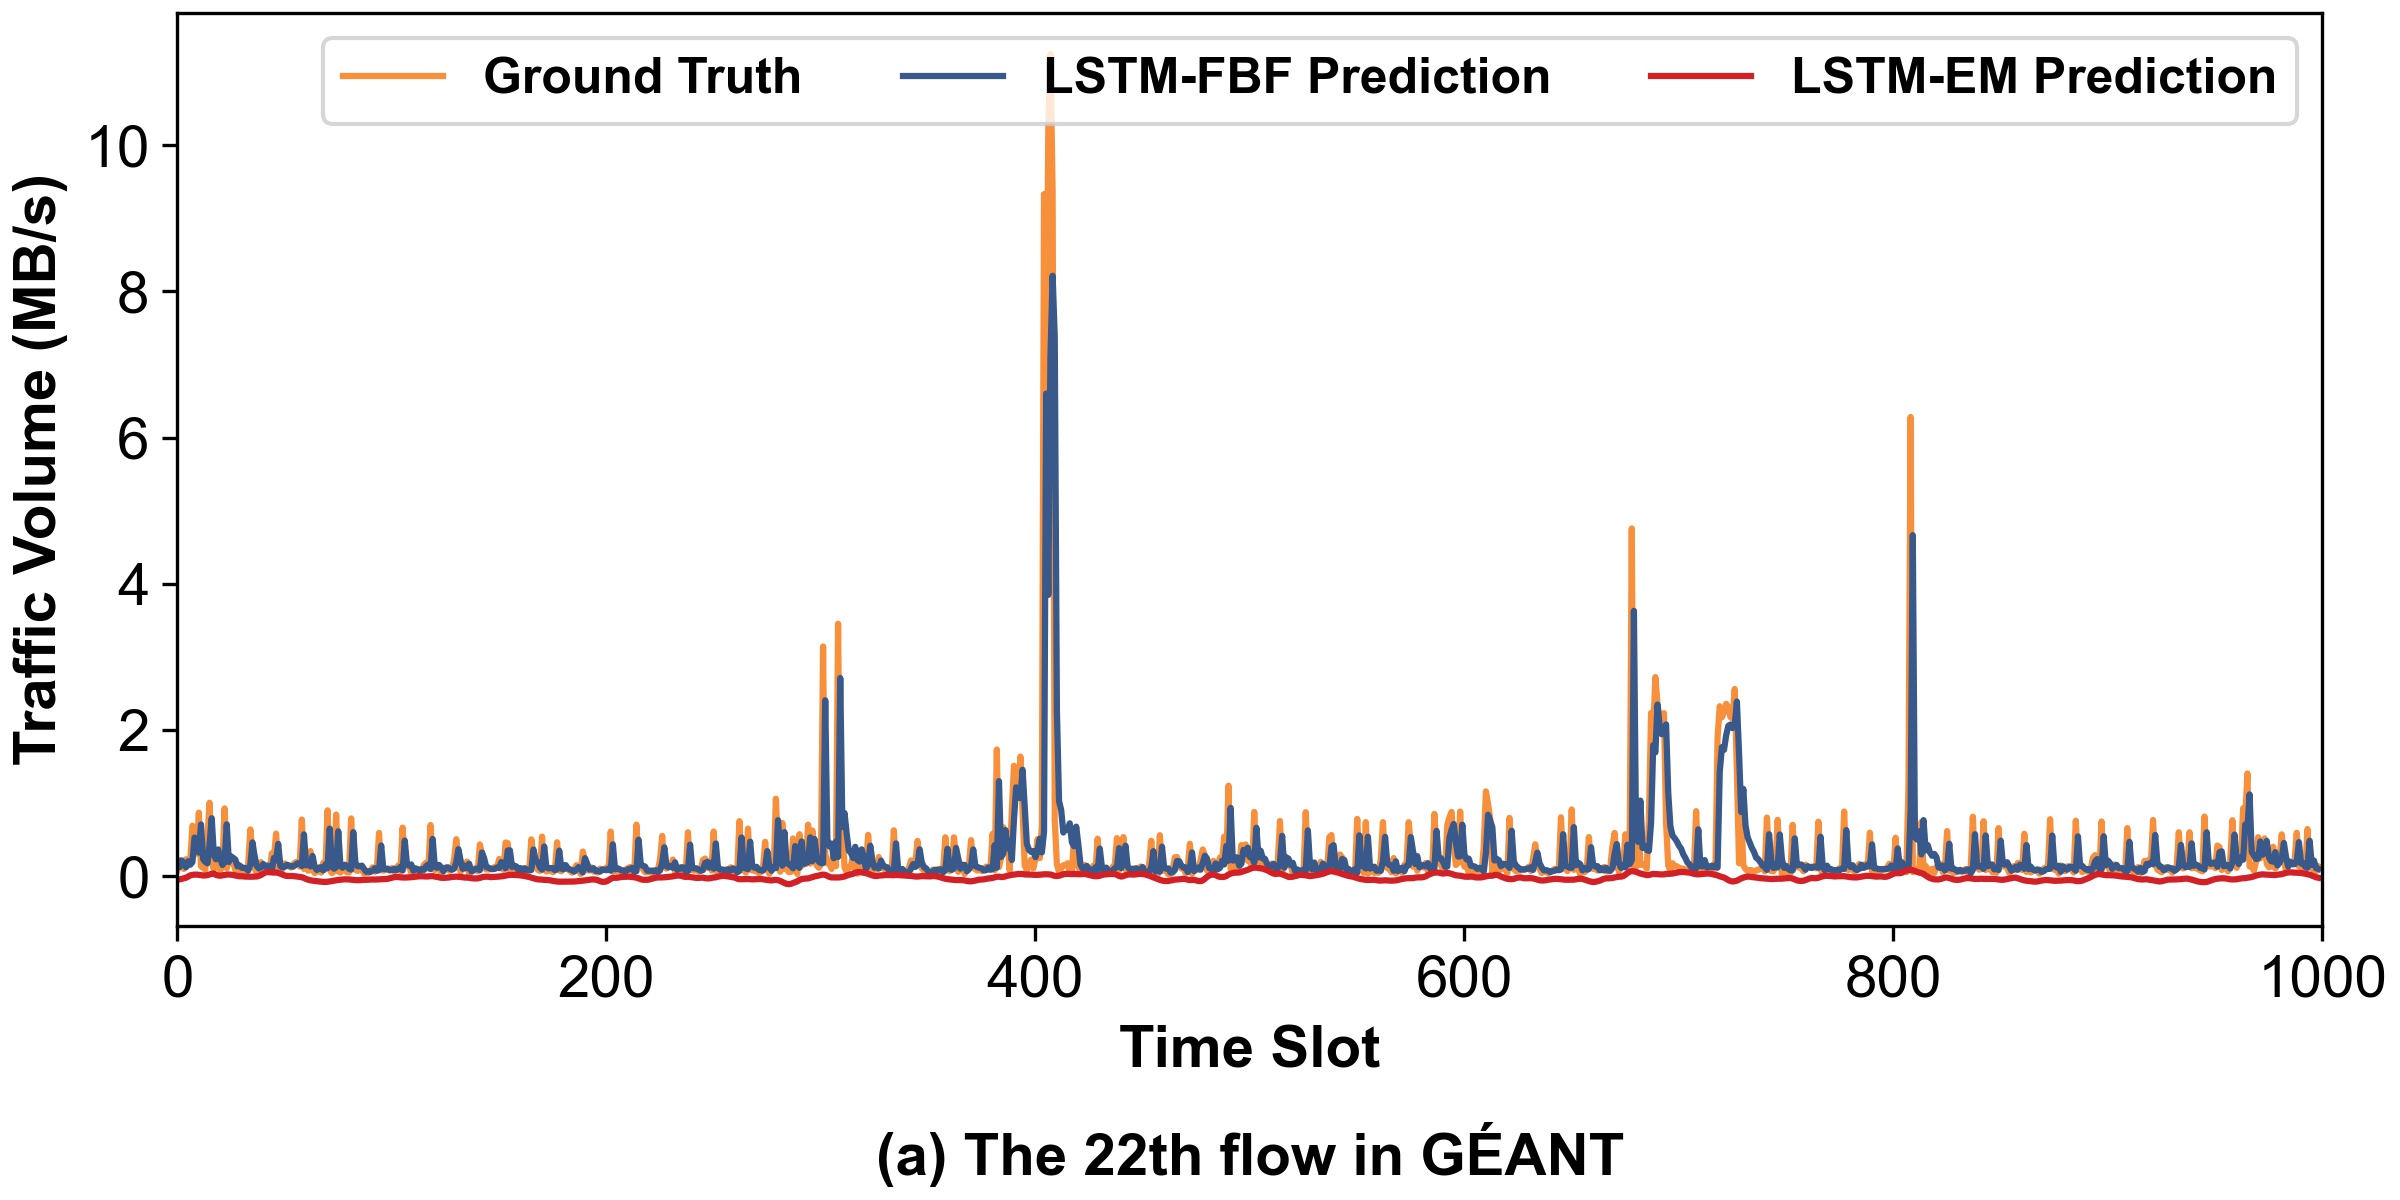 Ground Truth LSTM-FBF Prediction LSTM-EM Prediction
10
8
6
4
2
0
Traffic Volume (MB/s)
0 200 400 600 800 1000
Time Slot
(a) The 22th flow in GÉANT